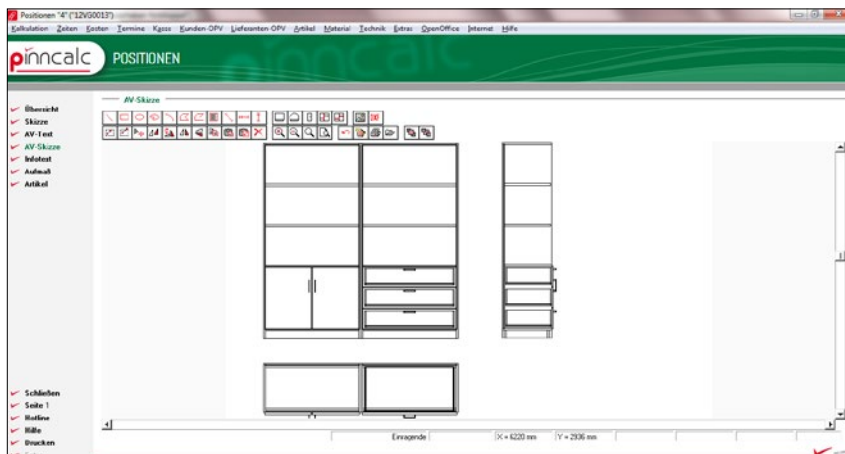 Positionen "4" ("12VG0013")
Kalkulation Zeiten Kosten Termine Kgross Kunden-OPV Lieferanten-OPV Artikel Material Technik Extras OpenOffice Internet Hilfe
pinncalc POSITIONEN
AV-Skizze
Übersicht
Skizze
AV-Text
AV-Skizze
Infotext
Aufmaß
Artikel
Schließen
Seite 1
Hotline
Hilfe
Drucken
Einragende X = 6220 mm Y = 2936 mm